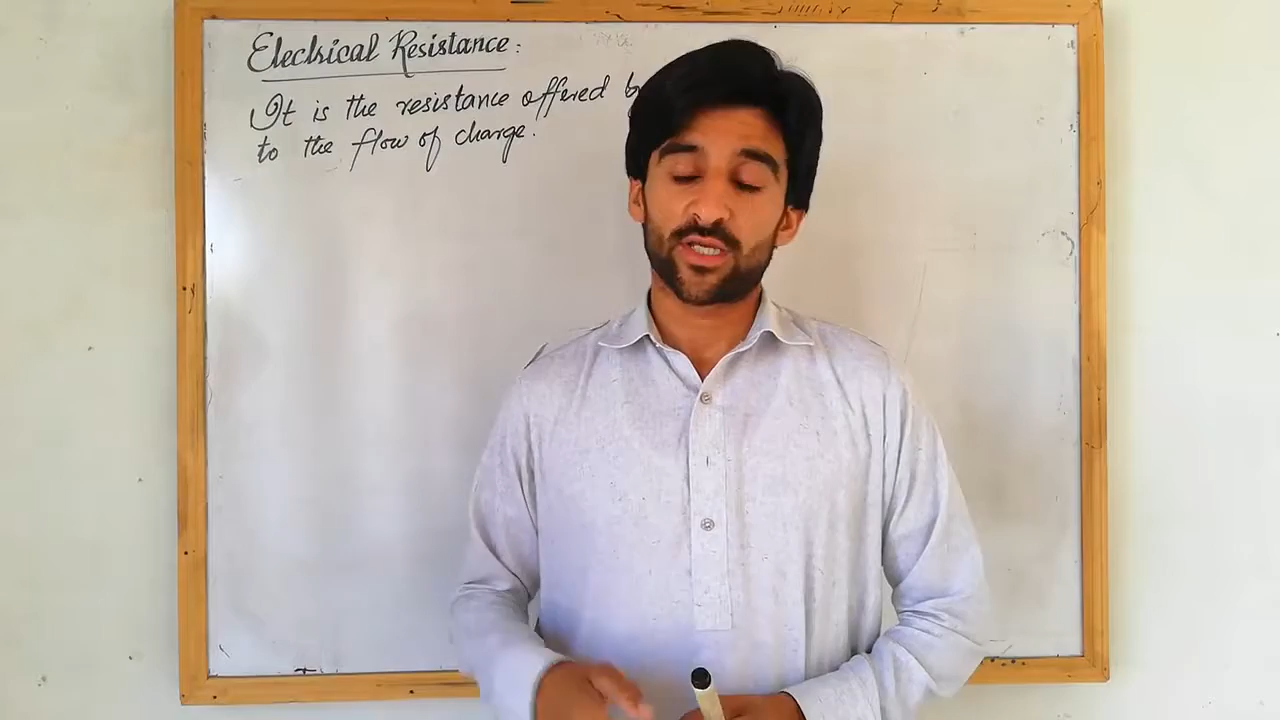 Electrical Resistance:
It is the resistance offered
to the flow of charge.